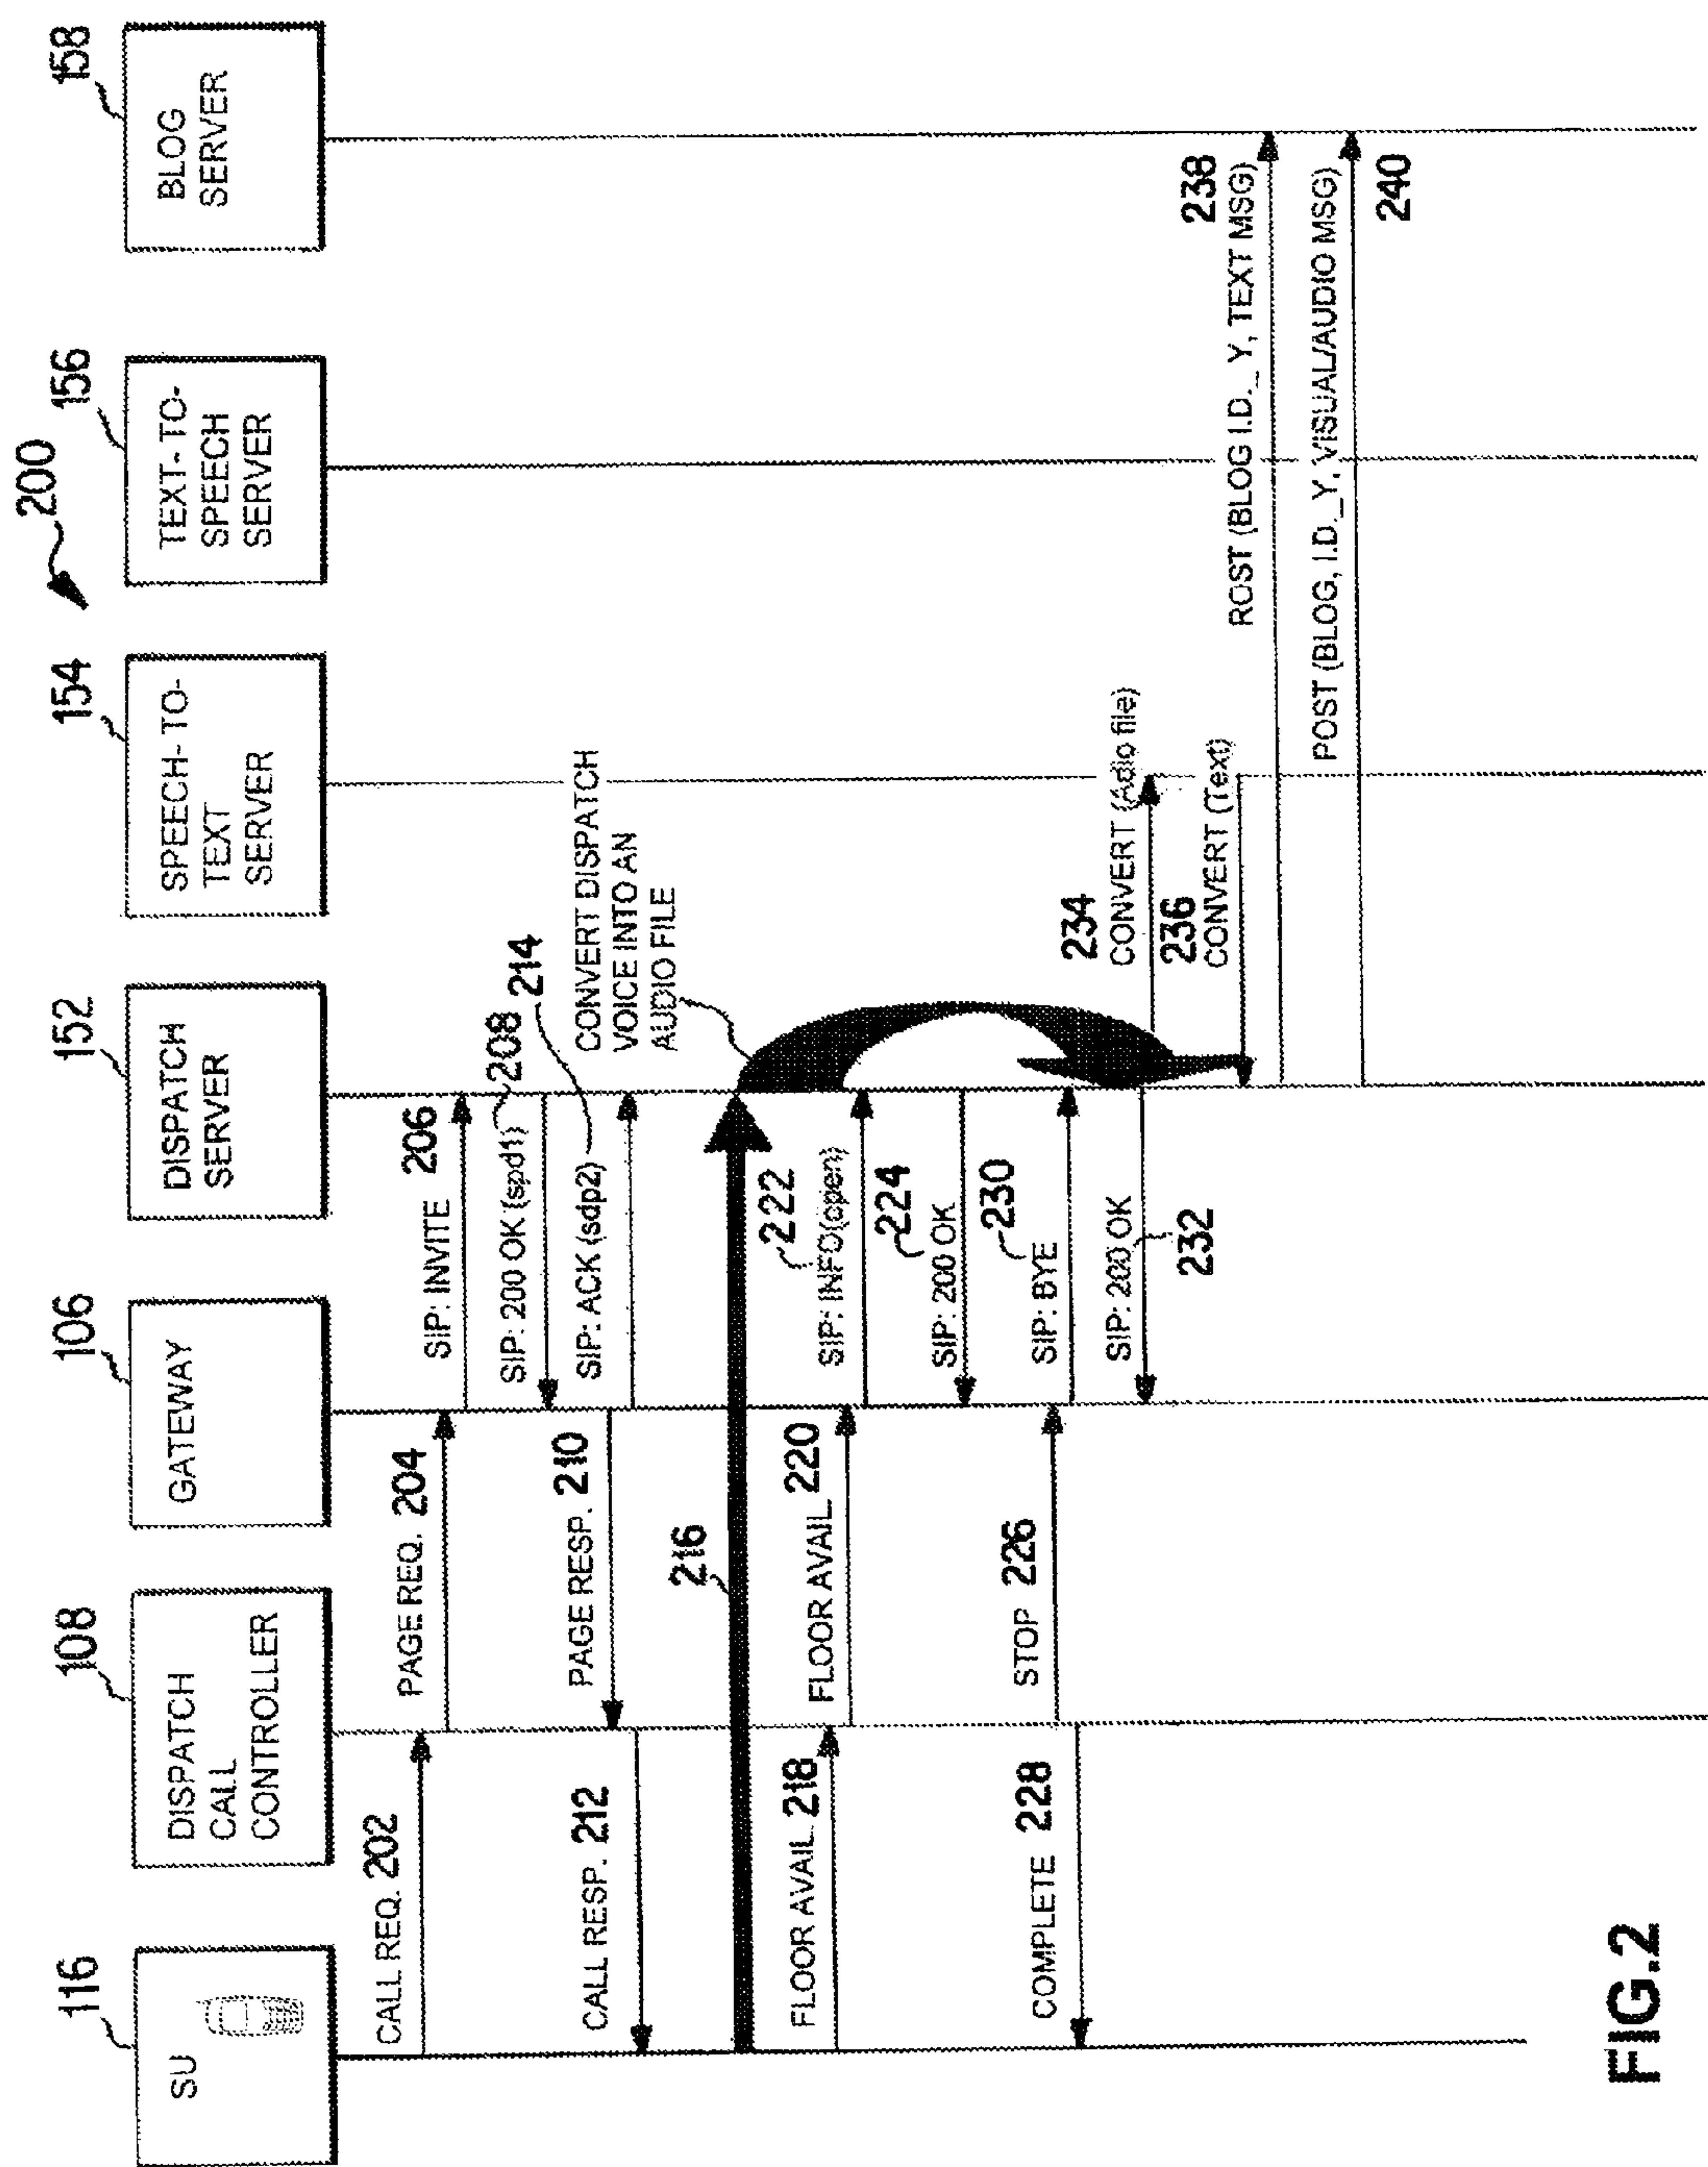 200
116
108
106
152
154
156
158
SU
DISPATCH
CALL
CONTROLLER
GATEWAY
DISPATCH
SERVER
SPEECH-TO-
TEXT
SERVER
TEXT-TO-
SPEECH
SERVER
BLOG
SERVER
CALL REQ. 202
PAGE REQ. 204
SIP: INVITE 206
SIP: 200 OK (spd1) 208
PAGE RESP. 210
CALL RESP. 212
SIP: ACK (sdp2) 214
216
CONVERT DISPATCH
VOICE INTO AN
AUDIO FILE
FLOOR AVAIL. 218
FLOOR AVAIL. 220
SIP: INFO(open) 222
SIP: 200 OK 224
STOP 226
COMPLETE 228
SIP: BYE 230
SIP: 200 OK 232
234
CONVERT (Adio file)
236
CONVERT (Text)
ROST (BLOG I.D._Y, TEXT MSG) 238
POST (BLOG, I.D._Y, VISUAL/AUDIO MSG) 240
FIG.2